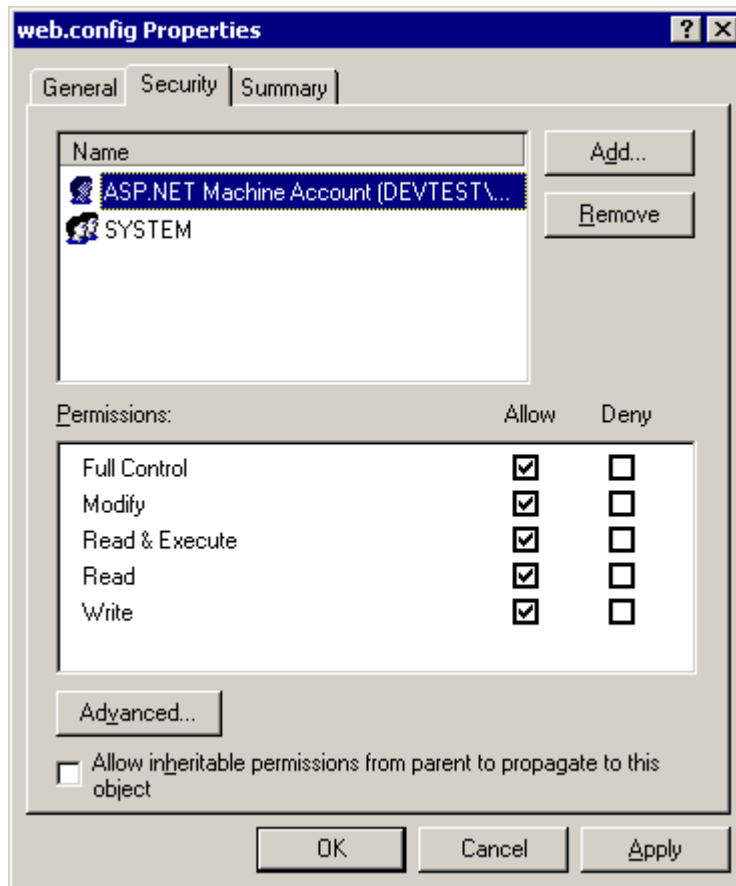 web.config Properties
General Security Summary
Name
ASP.NET Machine Account (DEVTEST\...
SYSTEM
Add...
Remove
Permissions: Allow Deny
Full Control
Modify
Read & Execute
Read
Write
Advanced...
Allow inheritable permissions from parent to propagate to this
object
OK Cancel Apply